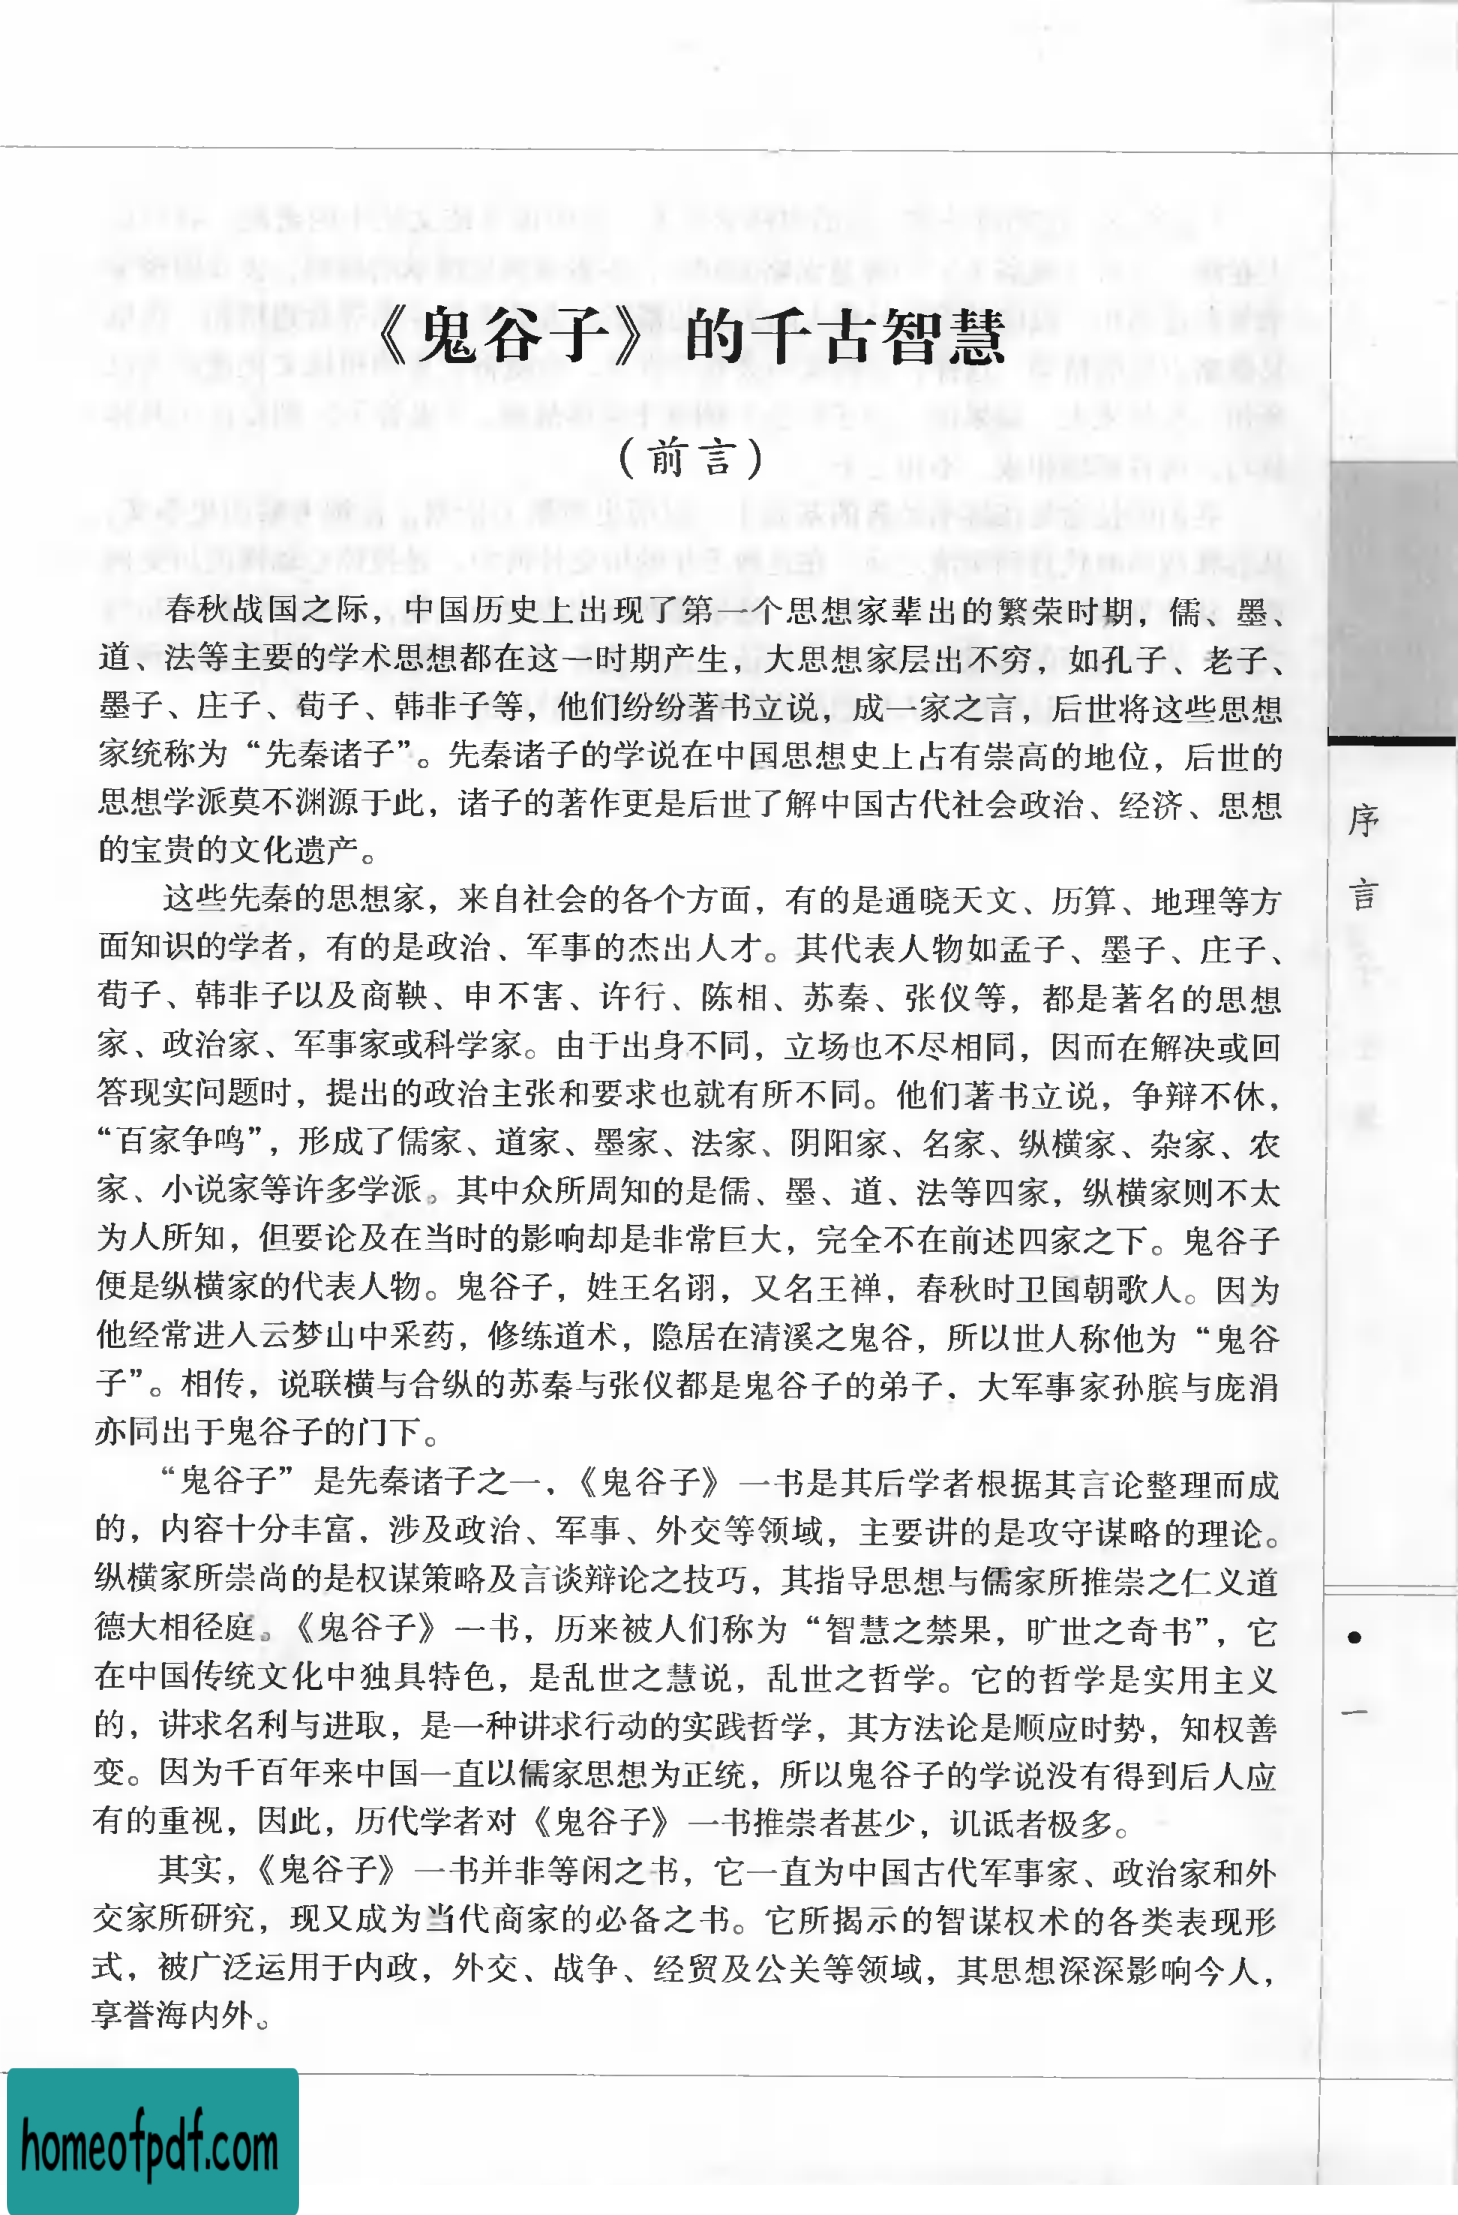 《鬼谷子》的千古智慧
（前言）
春秋战国之际，中国历史上出现了第一个思想家辈出的繁荣时期，儒、墨、
道、法等主要的学术思想都在这一时期产生，大思想家层出不穷，如孔子、老子、
墨子、庄子、荀子、韩非子等，他们纷纷著书立说，成一家之言，后世将这些思想
家统称为“先秦诸子”。先秦诸子的学说在中国思想史上占有崇高的地位，后世的
思想学派莫不渊源于此，诸子的著作更是后世了解中国古代社会政治、经济、思想
的宝贵的文化遗产。
这些先秦的思想家，来自社会的各个方面，有的是通晓天文、历算、地理等方
面知识的学者，有的是政治、军事的杰出人才。其代表人物如孟子、墨子、庄子、
荀子、韩非子以及商鞅、申不害、许行、陈相、苏秦、张仪等，都是著名的思想
家、政治家、军事家或科学家。由于出身不同，立场也不尽相同，因而在解决或回
答现实问题时，提出的政治主张和要求也就有所不同。他们著书立说，争辩不休，
“百家争鸣”，形成了儒家、道家、墨家、法家、阴阳家、名家、纵横家、杂家、农
家、小说家等许多学派。其中众所周知的是儒、墨、道、法等四家，纵横家则不太
为人所知，但要论及在当时的影响却是非常巨大，完全不在前述四家之下。鬼谷子
便是纵横家的代表人物。鬼谷子，姓王名诩，又名王禅，春秋时卫国朝歌人。因为
他经常进入云梦山中采药，修练道术，隐居在清溪之鬼谷，所以世人称他为“鬼谷
子”。相传，说联横与合纵的苏秦与张仪都是鬼谷子的弟子，大军事家孙膑与庞涓
亦同出于鬼谷子的门下。
“鬼谷子”是先秦诸子之一，《鬼谷子》一书是其后学者根据其言论整理而成
的，内容十分丰富，涉及政治、军事、外交等领域，主要讲的是攻守谋略的理论。
纵横家所崇尚的是权谋策略及言谈辩论之技巧，其指导思想与儒家所推崇之仁义道
德大相径庭。《鬼谷子》一书，历来被人们称为“智慧之禁果，旷世之奇书”，它
在中国传统文化中独具特色，是乱世之慧说，乱世之哲学。它的哲学是实用主义
的，讲求名利与进取，是一种讲求行动的实践哲学，其方法论是顺应时势，知权善
变。因为千百年来中国一直以儒家思想为正统，所以鬼谷子的学说没有得到后人应
有的重视，因此，历代学者对《鬼谷子》一书推崇者甚少，讥诋者极多。
其实，《鬼谷子》一书并非等闲之书，它一直为中国古代军事家、政治家和外
交家所研究，现又成为当代商家的必备之书。它所揭示的智谋权术的各类表现形
式，被广泛运用于内政，外交、战争、经贸及公关等领域，其思想深深影响今人，
享誉海内外。
序言
●
一
homeofpdf.com